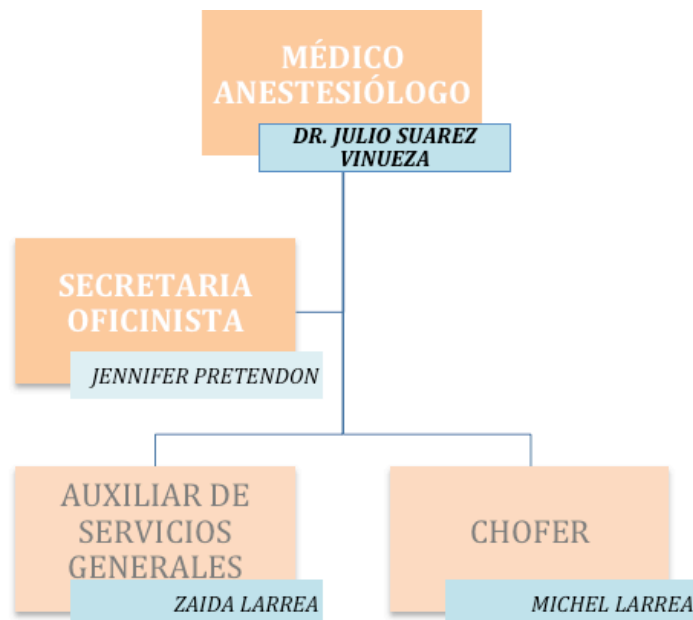 MÉDICO
ANESTESIÓLOGO
DR. JULIO SUAREZ
VINUEZA
SECRETARIA
OFICINISTA
JENNIFER PRETENDON
AUXILIAR DE
SERVICIOS
GENERALES
ZAIDA LARREA
CHOFER
MICHEL LARREA